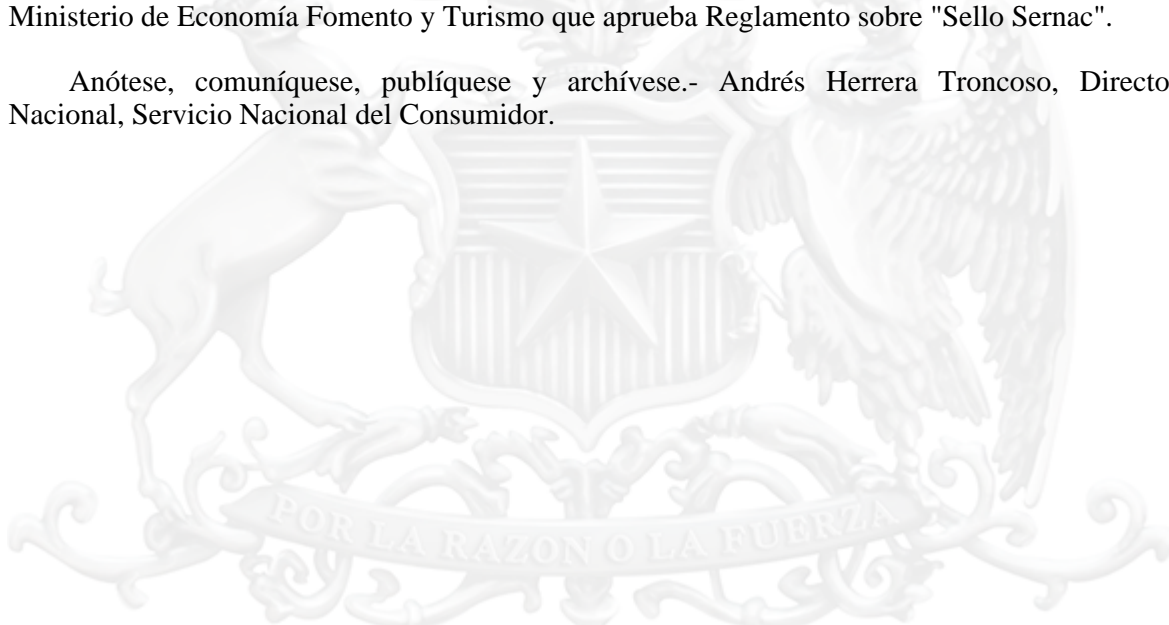 Ministerio de Economía Fomento y Turismo que aprueba Reglamento sobre "Sello Sernac".
Anótese, comuníquese, publíquese y archívese.- Andrés Herrera Troncoso, Directo
Nacional, Servicio Nacional del Consumidor.
POR LA RAZON O LA FUERZA